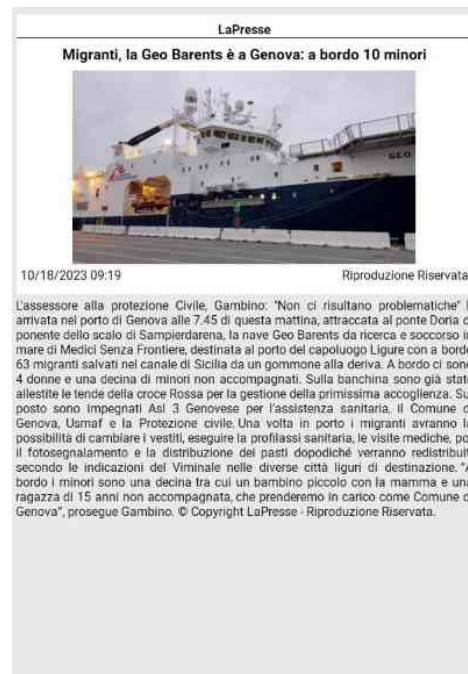 LaPresse
Migranti, la Geo Barents è a Genova: a bordo 10 minori
GEO
10/18/2023 09:19
Riproduzione Riservata
L'assessore alla protezione Civile, Gambino: "Non ci risultano problematiche"
arrivata nel porto di Genova alle 7.45 di questa mattina, attraccata al ponte Doria
ponente dello scalo di Sampierdarena, la nave Geo Barents da ricerca e soccorso
mare di Medici Senza Frontiere, destinata al porto del capoluogo Ligure con a bord
63 migranti salvati nel canale di Sicilia da un gommone alla deriva. A bordo ci son
4 donne e una decina di minori non accompagnati. Sulla banchina sono già stat
allestite le tende della croce Rossa per la gestione della primissima accoglienza. Su
posto sono impegnati Asl 3 Genovese per l'assistenza sanitaria, il Comune
Genova, Usmaf e la Protezione civile. Una volta in porto i migranti avranno l
possibilità di cambiare i vestiti, eseguire la profilassi sanitaria, le visite mediche, po
il fotosegnalamento e la distribuzione dei pasti dopodiché verranno redistribuit
secondo le indicazioni del Viminale nelle diverse città liguri di destinazione. "A
bordo i minori sono una decina tra cui un bambino piccolo con la mamma e un
ragazza di 15 anni non accompagnata, che prenderemo in carico come Comune
Genova", prosegue Gambino. © Copyright LaPresse - Riproduzione Riservata.